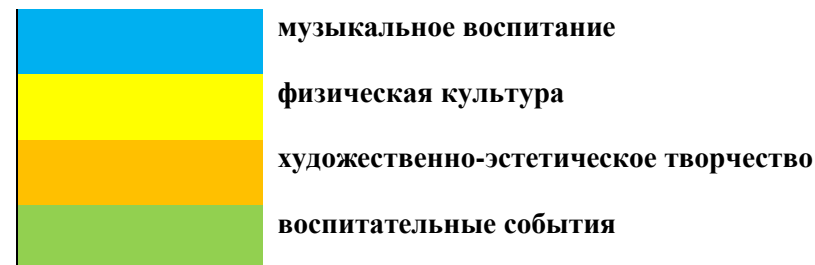 музыкальное воспитание
физическая культура
художественно-эстетическое творчество
воспитательные события